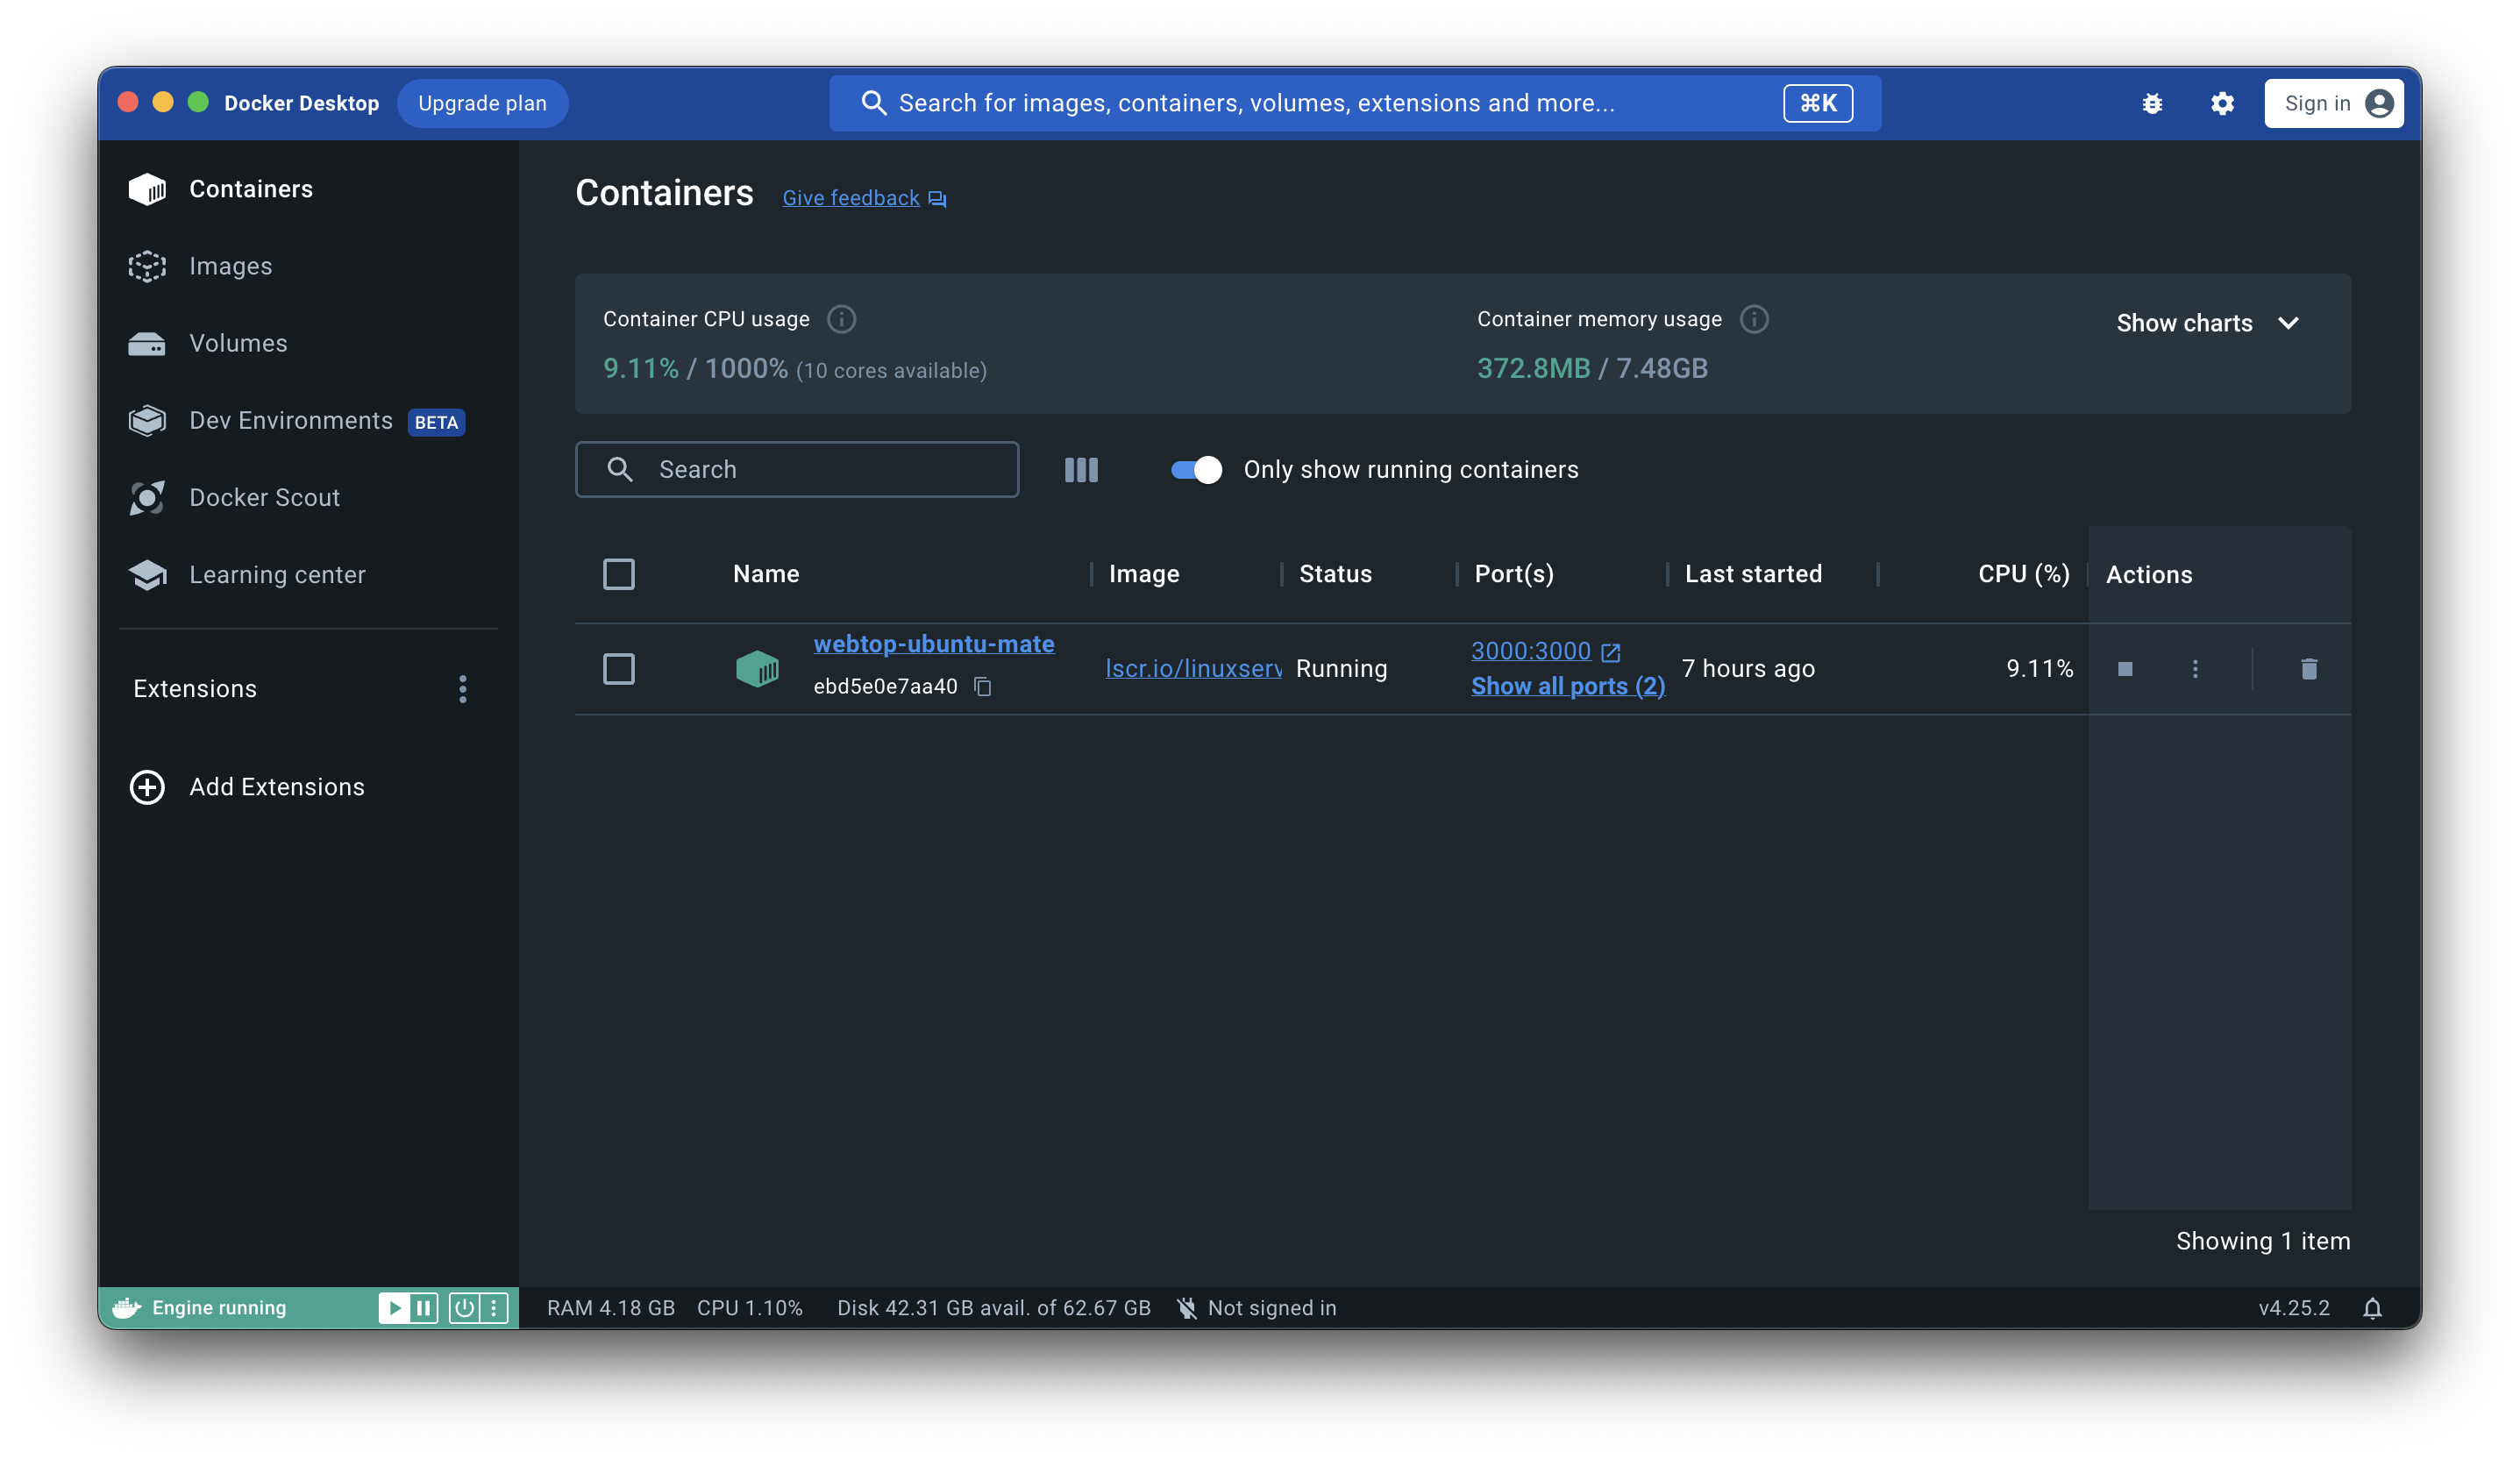 Docker Desktop
Upgrade plan
Search for images, containers, volumes, extensions and more...
⌘K
Sign in
Containers
Images
Volumes
Dev Environments BETA
Docker Scout
Learning center
Extensions
Add Extensions
Containers
Give feedback
Container CPU usage
9.11% / 1000% (10 cores available)
Container memory usage
372.8MB / 7.48GB
Show charts
Search
Only show running containers
Name Image Status Port(s) Last started CPU (%) Actions
webtop-ubuntu-mate
ebd5e0e7aa40
lscr.io/linuxserv
Running
3000:3000
Show all ports (2)
7 hours ago
9.11%
Showing 1 item
Engine running
RAM 4.18 GB CPU 1.10% Disk 42.31 GB avail. of 62.67 GB Not signed in
v4.25.2